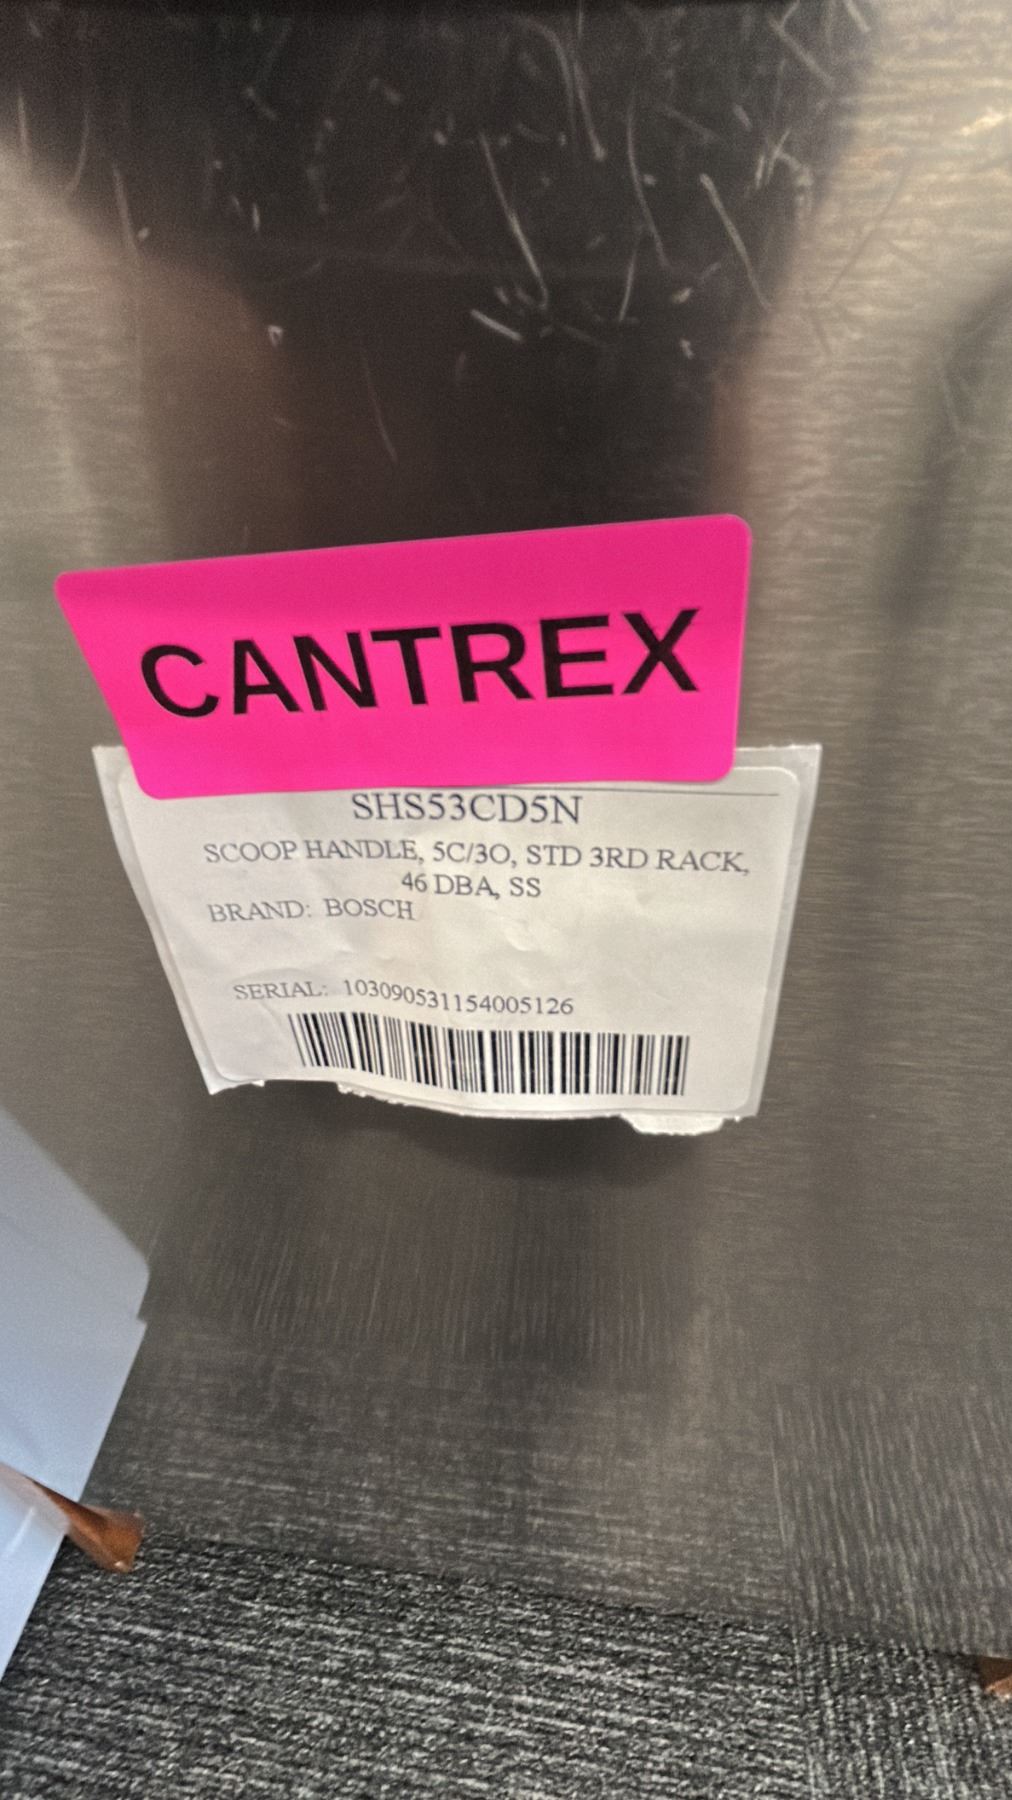 CANTREX
SHS53CD5N
SCOOP HANDLE, 5C/3O, STD 3RD RACK,
46 DBA, SS
BRAND: BOSCH
SERIAL: 103090531154005126